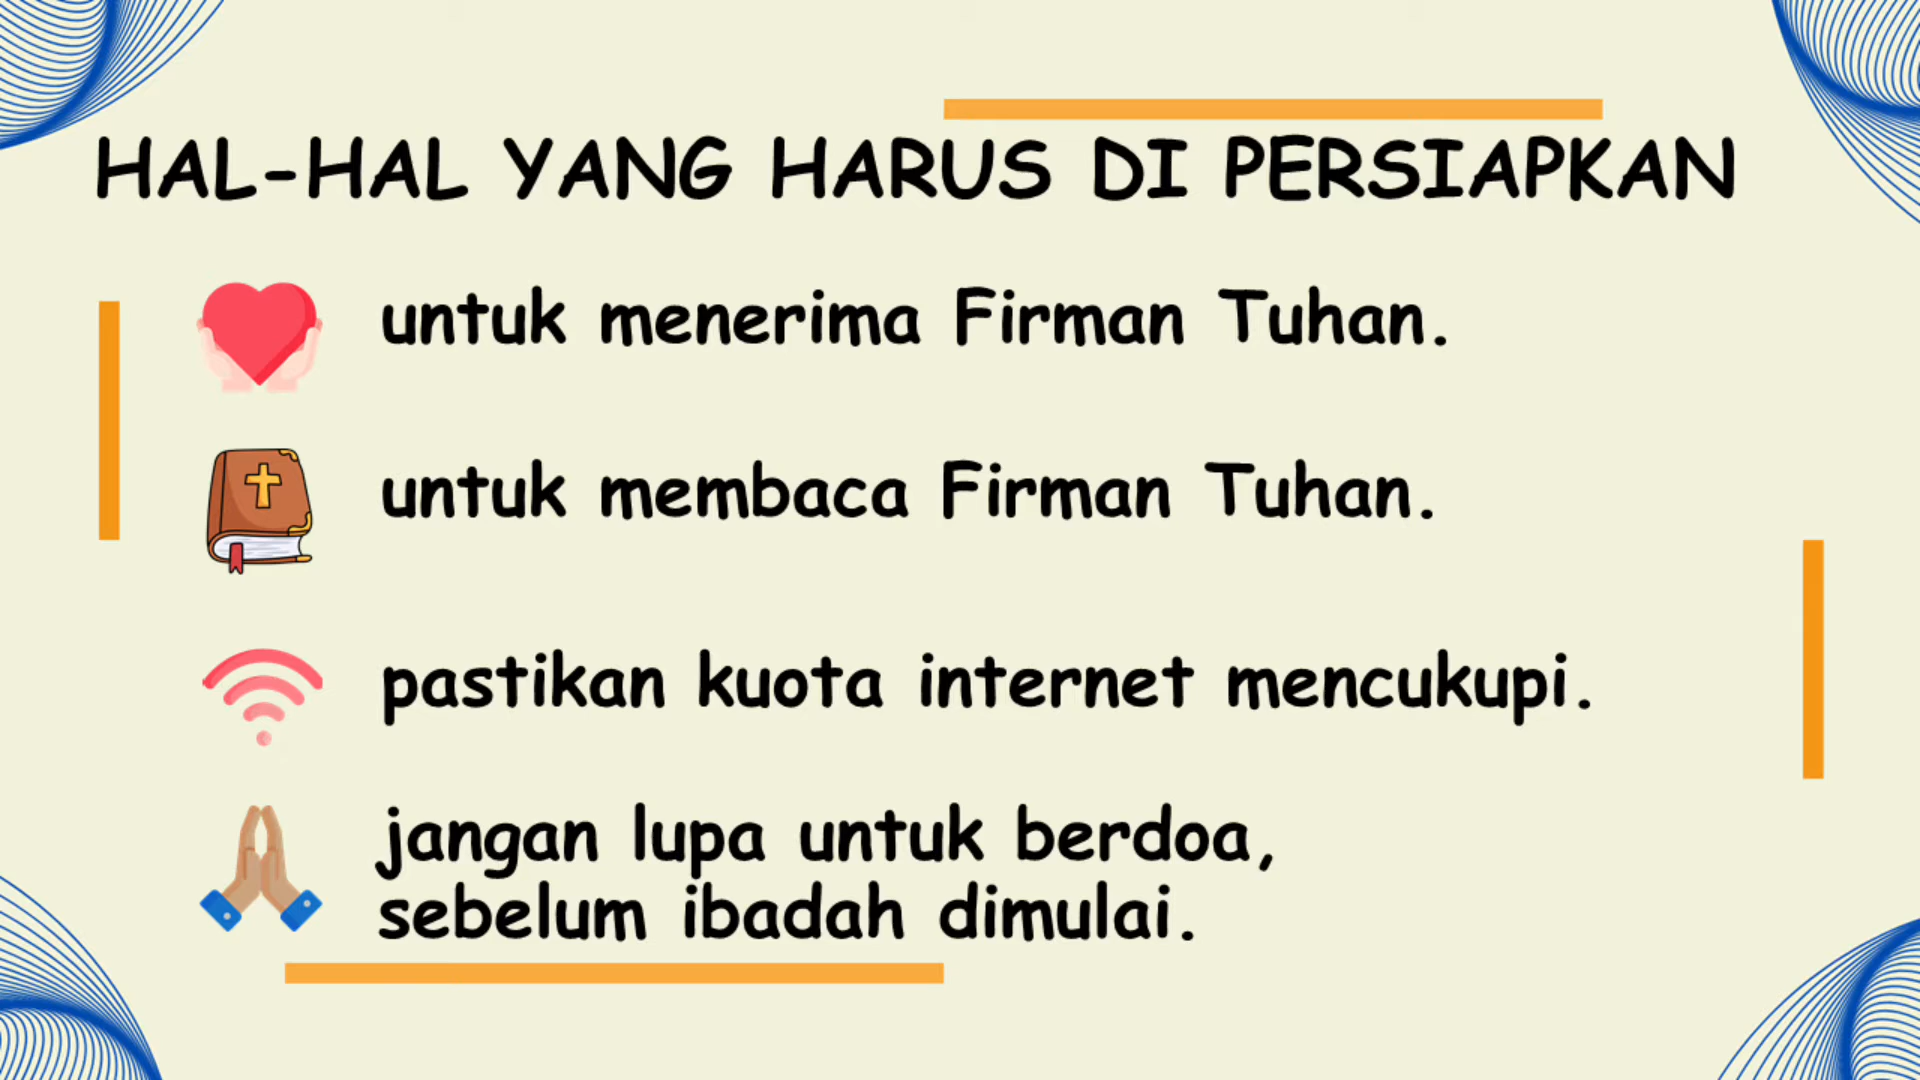 HAL-HAL YANG HARUS DI PERSIAPKAN
untuk menerima Firman Tuhan.
untuk membaca Firman Tuhan.
pastikan kuota internet mencukupi.
jangan lupa untuk berdoa,
sebelum ibadah dimulai.